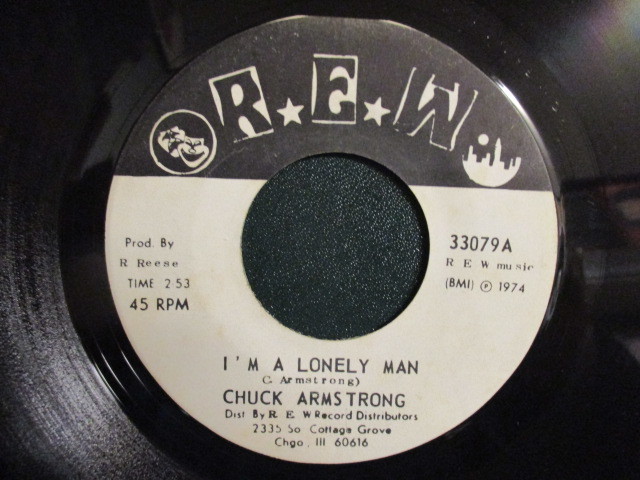 R.★E.★W.
Prod. By
R Reese
TIME 2 53
45 RPM
33079A
R E W music
(BMI) ℗ 1974
I'M A LONELY MAN
(C. Armstrong)
CHUCK ARMSTRONG
Dist By R E W Record Distributors
2335 So Cottage Grove
Chgo, Ill 60616